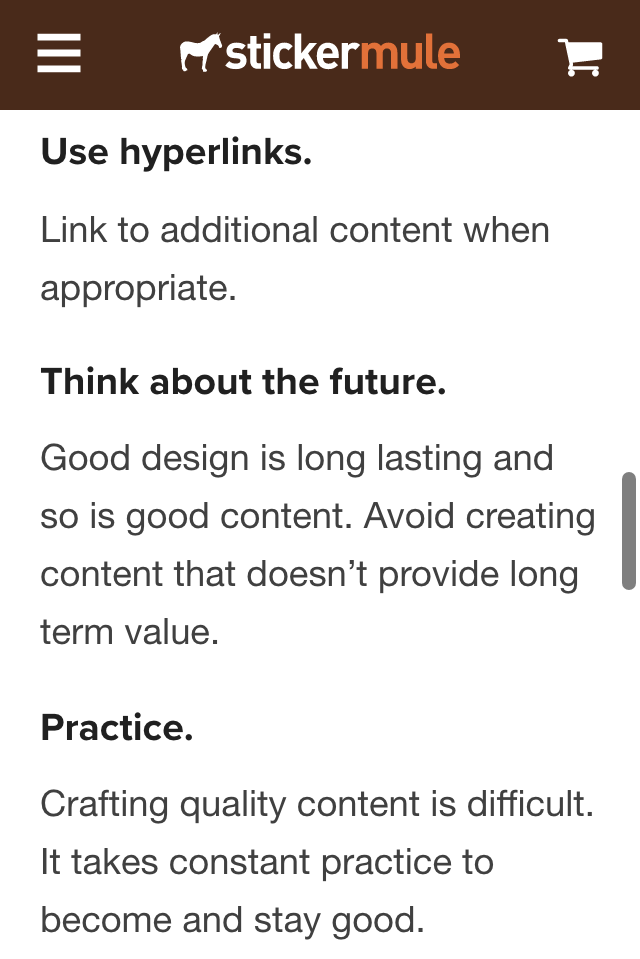 stickermule
Use hyperlinks.
Link to additional content when
appropriate.
Think about the future.
Good design is long lasting and
so is good content. Avoid creating
content that doesn’t provide long
term value.
Practice.
Crafting quality content is difficult.
It takes constant practice to
become and stay good.